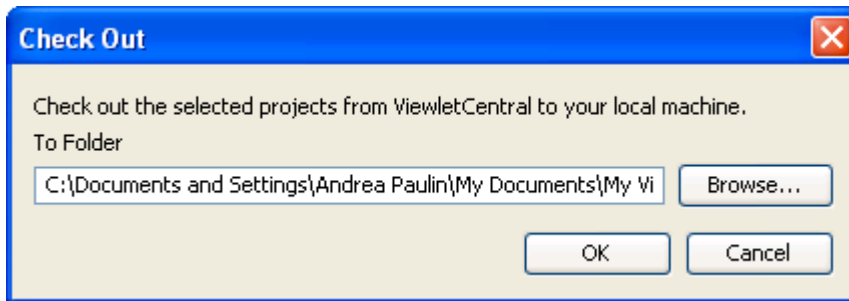 Check Out
Check out the selected projects from ViewletCentral to your local machine.
To Folder
C:\Documents and Settings\Andrea Paulin\My Documents\My Vi Browse...
OK Cancel